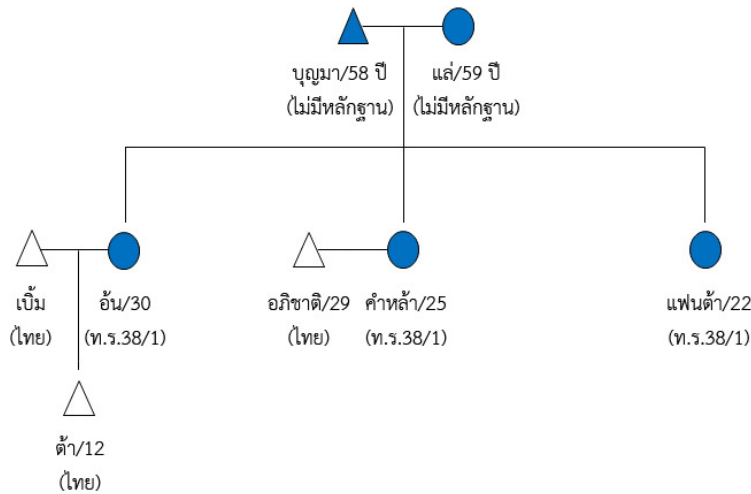 บุญมา/58 ปี แล่/59 ปี
(ไม่มีหลักฐาน) (ไม่มีหลักฐาน)
เบิ้ม อ้น/30 อภิชาติ/29 คำหล้า/25 แฟนต้า/22
(ไทย) (ท.ร.38/1) (ไทย) (ท.ร.38/1) (ท.ร.38/1)
ต้า/12
(ไทย)